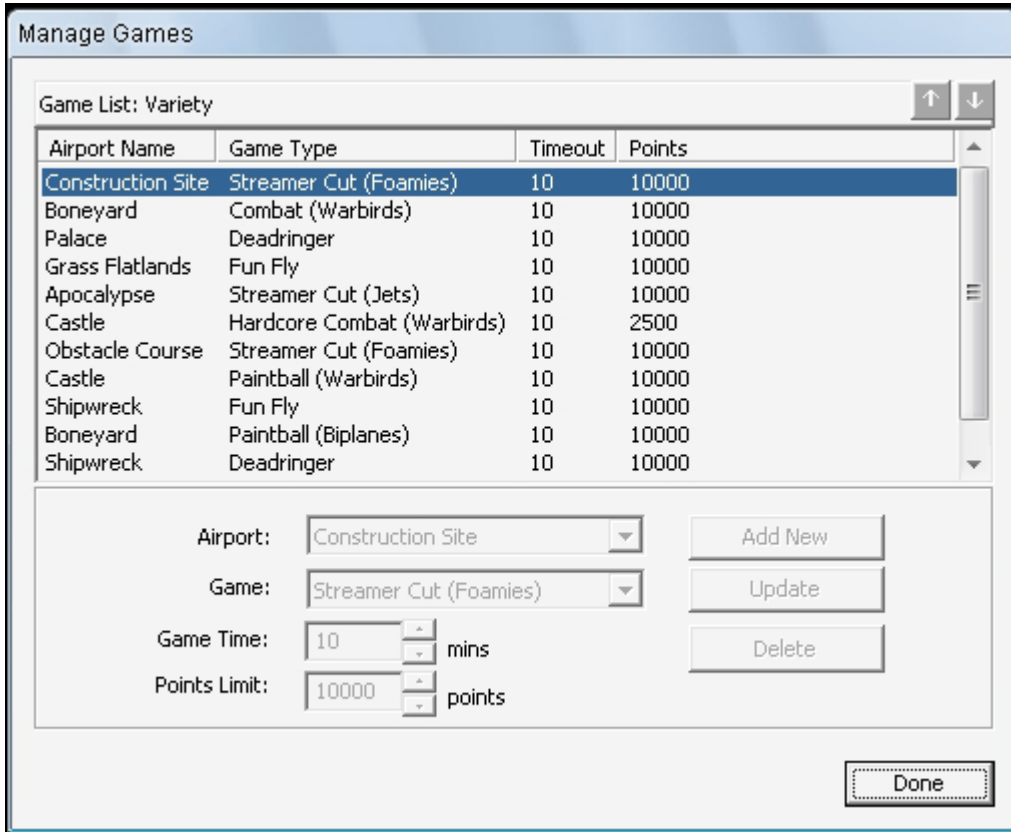 Manage Games
Game List: Variety
Airport Name Game Type Timeout Points
Construction Site Streamer Cut (Foamies) 10 10000
Boneyard Combat (Warbirds) 10 10000
Palace Deadringer 10 10000
Grass Flatlands Fun Fly 10 10000
Apocalypse Streamer Cut (Jets) 10 10000
Castle Hardcore Combat (Warbirds) 10 2500
Obstacle Course Streamer Cut (Foamies) 10 10000
Castle Paintball (Warbirds) 10 10000
Shipwreck Fun Fly 10 10000
Boneyard Paintball (Biplanes) 10 10000
Shipwreck Deadringer 10 10000
Airport: Construction Site Add New
Game: Streamer Cut (Foamies) Update
Game Time: 10 mins Delete
Points Limit: 10000 points
Done